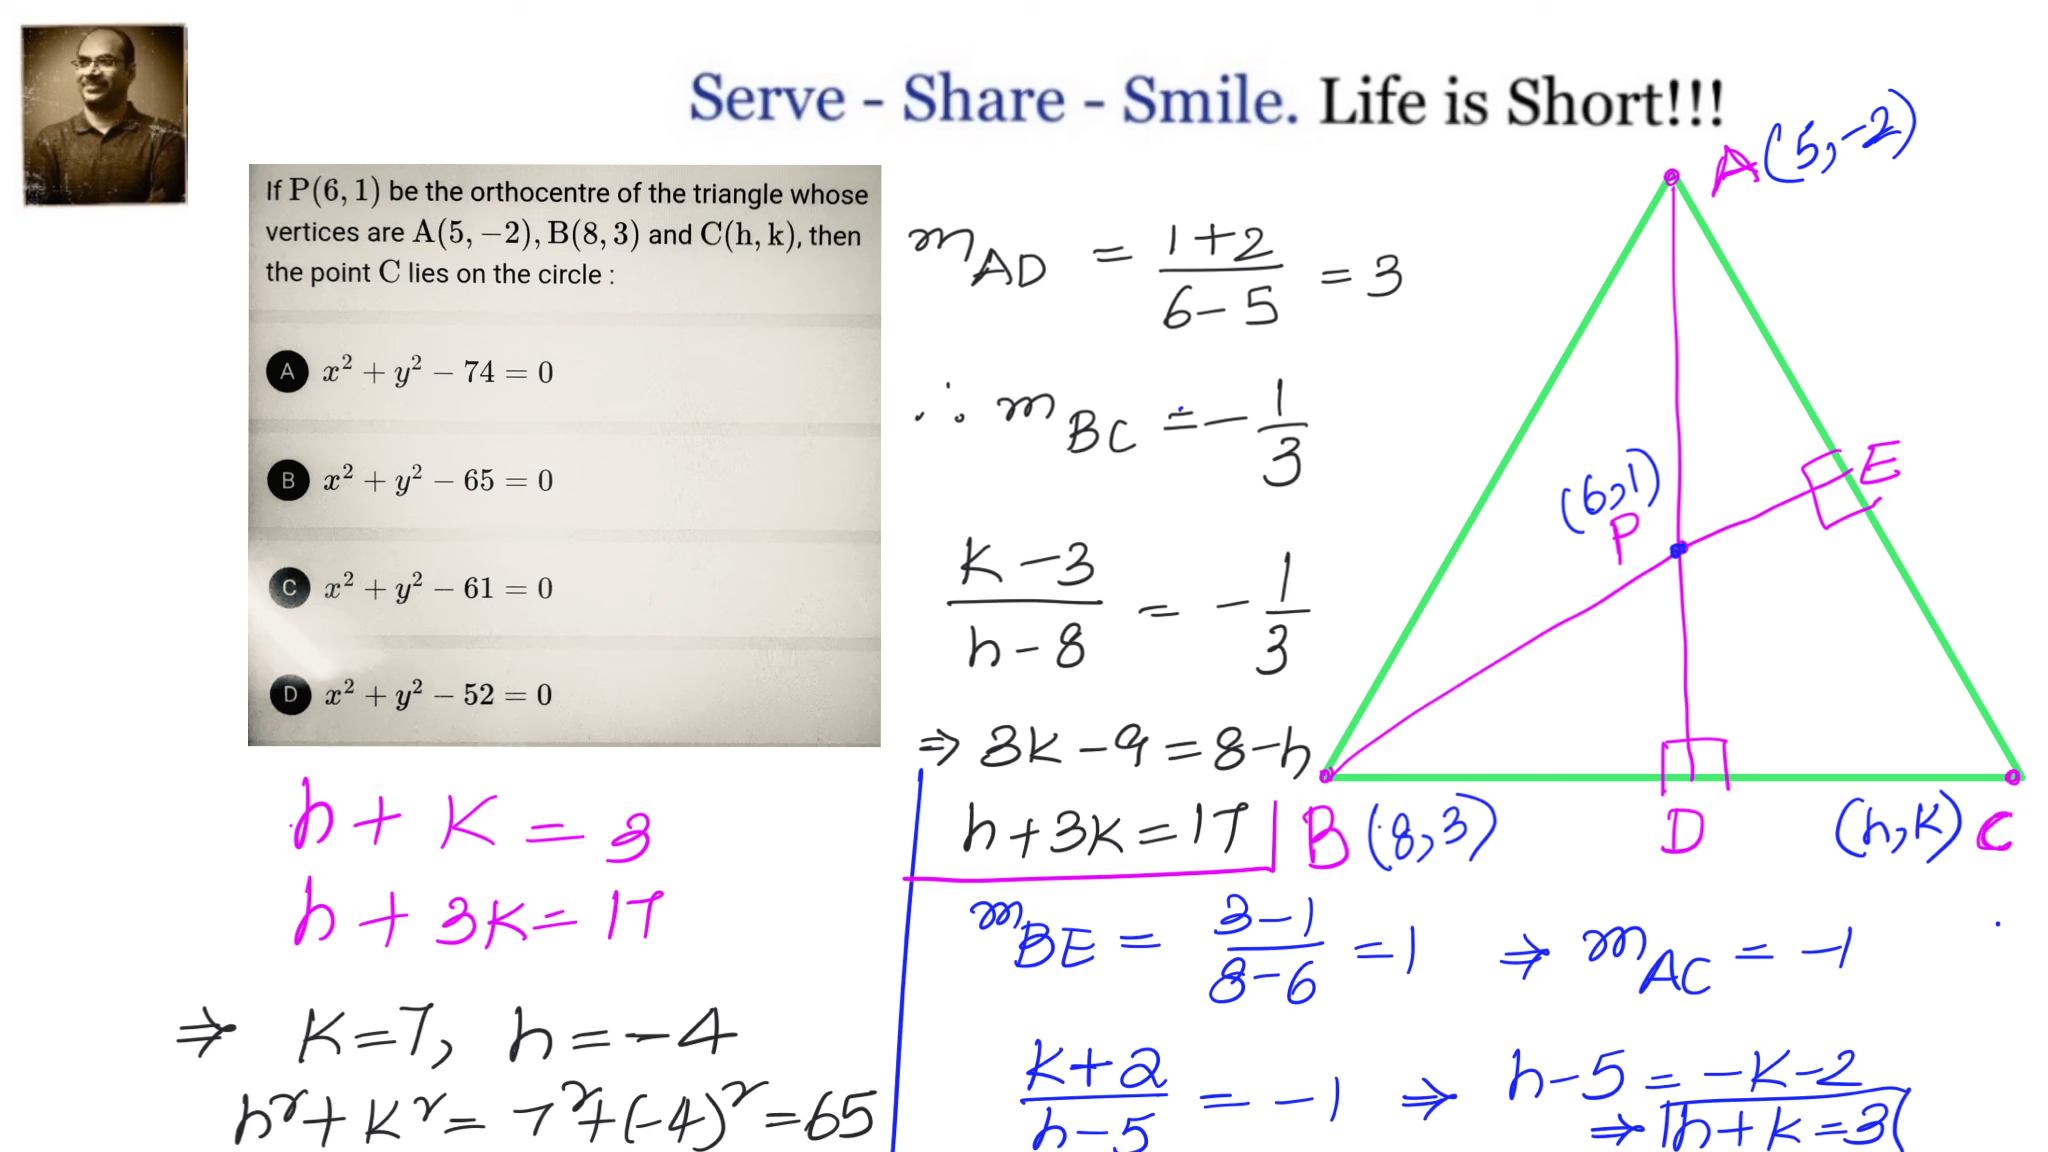 Serve - Share - Smile. Life is Short!!!
If P(6, 1) be the orthocentre of the triangle whose
vertices are A(5, −2), B(8, 3) and C(h, k), then
the point C lies on the circle :
A x² + y² − 74 = 0
B x² + y² − 65 = 0
C x² + y² − 61 = 0
D x² + y² − 52 = 0
m_AD = (1+2)/(6-5) = 3
∴ m_BC = -1/3
(k-3)/(h-8) = -1/3
⇒ 3k-9=8-h
h+3k=17
A(5,-2)
E
(6,1)
P
B (8,3)
D
(h,k) C
m_BE = (3-1)/(8-6) = 1 ⇒ m_AC = -1
(k+2)/(h-5) = -1 ⇒ h-5 = -k-2
⇒ h+k=3
h+k=3
h+3k=17
⇒ k=7, h=-4
h²+k²= 7²+(-4)²=65